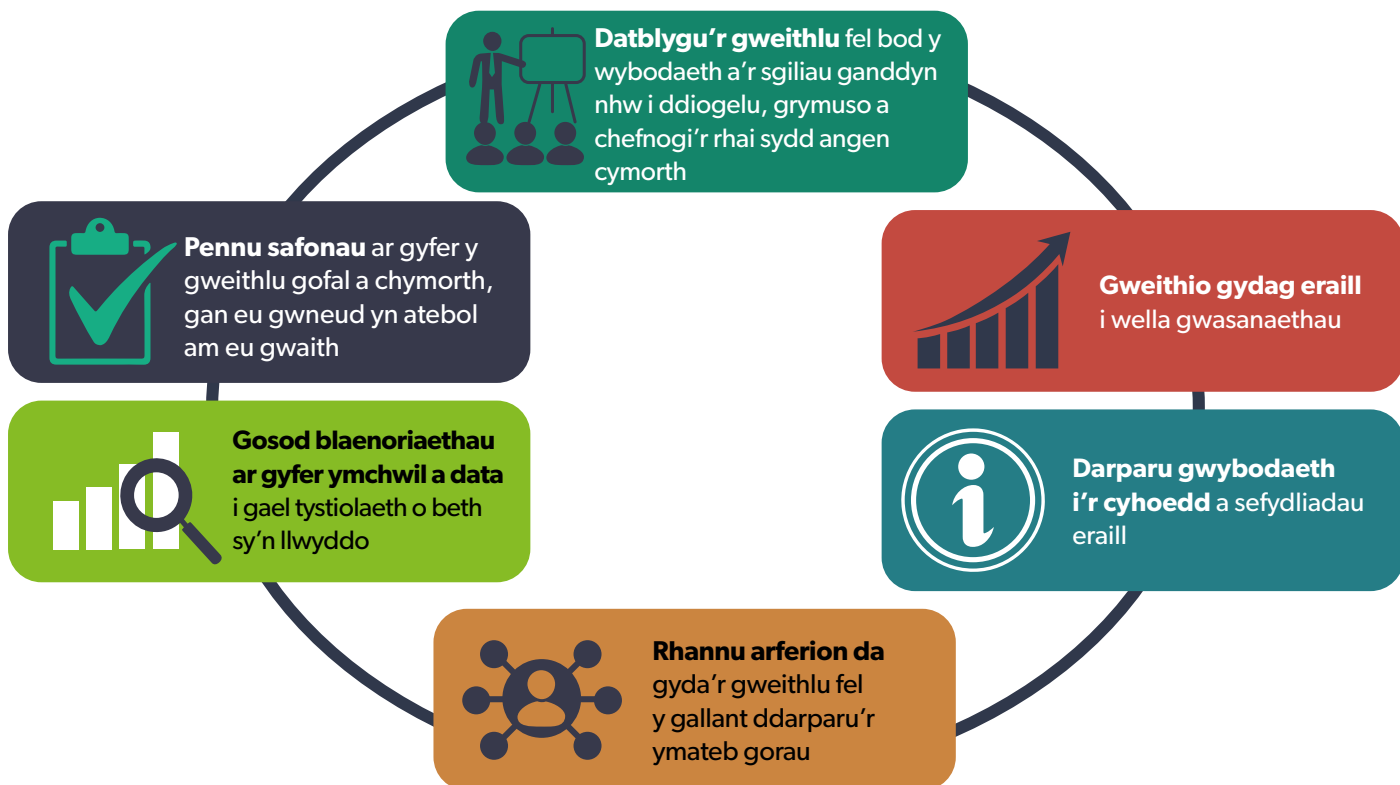 Datblygu'r gweithlu fel bod y
wybodaeth a'r sgiliau ganddyn
nhw i ddiogelu, grymuso a
chefnogi'r rhai sydd angen
cymorth
Pennu safonau ar gyfer y
gweithlu gofal a chymorth,
gan eu gwneud yn atebol
am eu gwaith
Gweithio gydag eraill
i wella gwasanaethau
Gosod blaenoriaethau
ar gyfer ymchwil a data
i gael tystiolaeth o beth
sy'n llwyddo
Darparu gwybodaeth
i'r cyhoedd a sefydliadau
eraill
Rhannu arferion da
gyda'r gweithlu fel
y gallant ddarparu'r
ymateb gorau